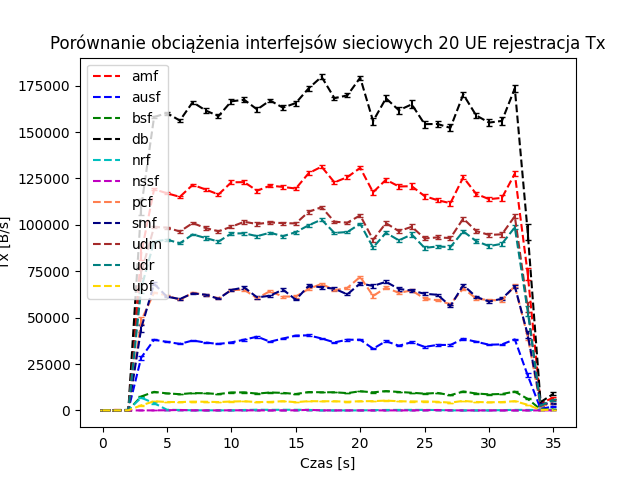 Porównanie obciążenia interfejsów sieciowych 20 UE rejestracja Tx
Tx [B/s]
175000
150000
125000
100000
75000
50000
25000
0
amf
ausf
bsf
db
nrf
nssf
pcf
smf
udm
udr
upf
0 5 10 15 20 25 30 35
Czas [s]